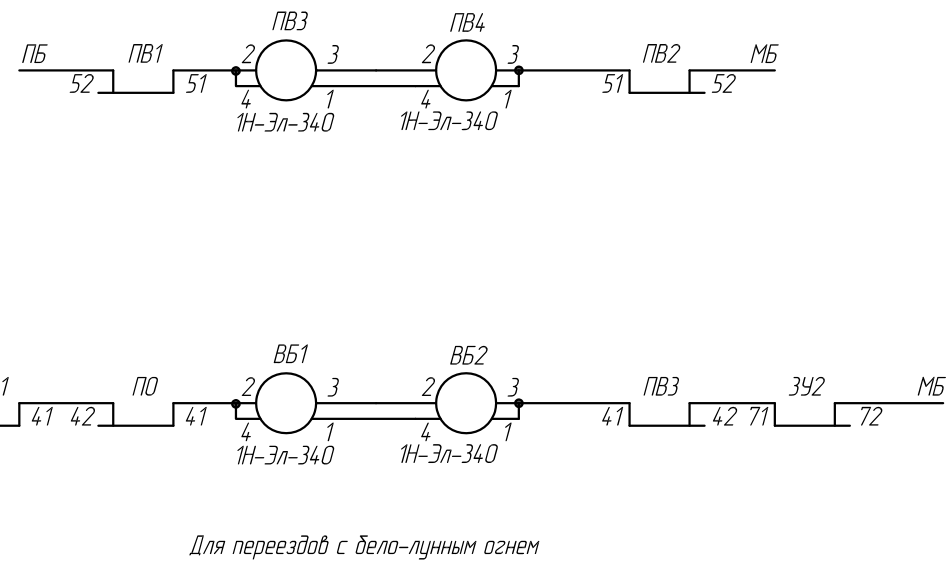 ПБ ПВ1 ПВ3 ПВ4 ПВ2 МБ
52 51 2 3 2 3 51 52
4 1 4 1
1Н-Эл-340 1Н-Эл-340
1 ПО ВБ1 ВБ2 ПВ3 ЗУ2 МБ
41 42 41 2 3 2 3 41 42 71 72
4 1 4 1
1Н-Эл-340 1Н-Эл-340
Для переездов с бело-лунным огнем